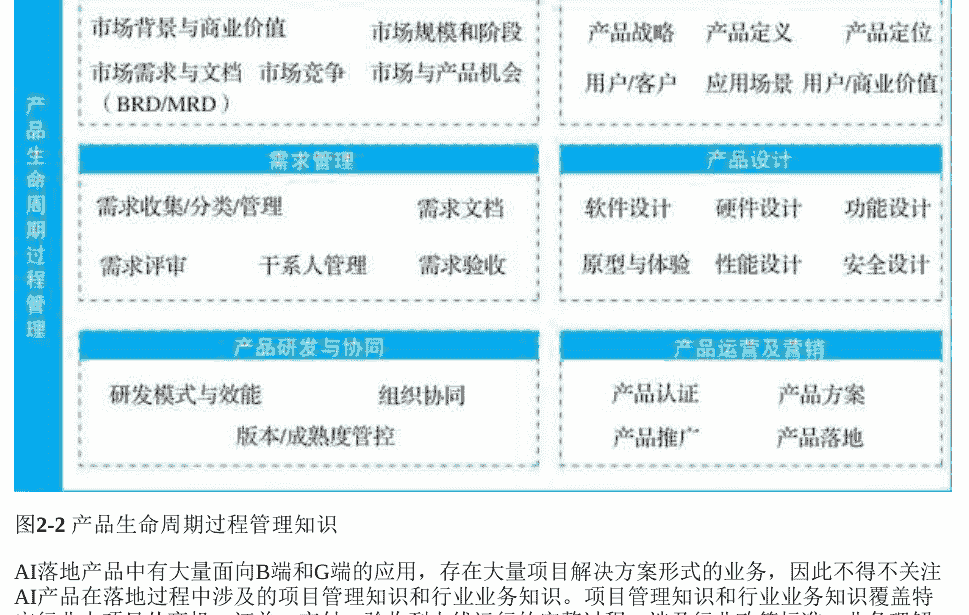 产品生命周期过程管理
市场背景与商业价值 市场规模和阶段
市场需求与文档 市场竞争 市场与产品机会
（BRD/MRD）
产品战略 产品定义 产品定位
用户/客户 应用场景 用户/商业价值
需求管理
需求收集/分类/管理 需求文档
需求评审 干系人管理 需求验收
产品设计
软件设计 硬件设计 功能设计
原型与体验 性能设计 安全设计
产品研发与协同
研发模式与效能 组织协同
版本/成熟度管控
产品运营及营销
产品认证 产品方案
产品推广 产品落地
图2-2 产品生命周期过程管理知识
AI落地产品中有大量面向B端和G端的应用，存在大量项目解决方案形式的业务，因此不得不关注
AI产品在落地过程中涉及的项目管理知识和行业业务知识。项目管理知识和行业业务知识覆盖特